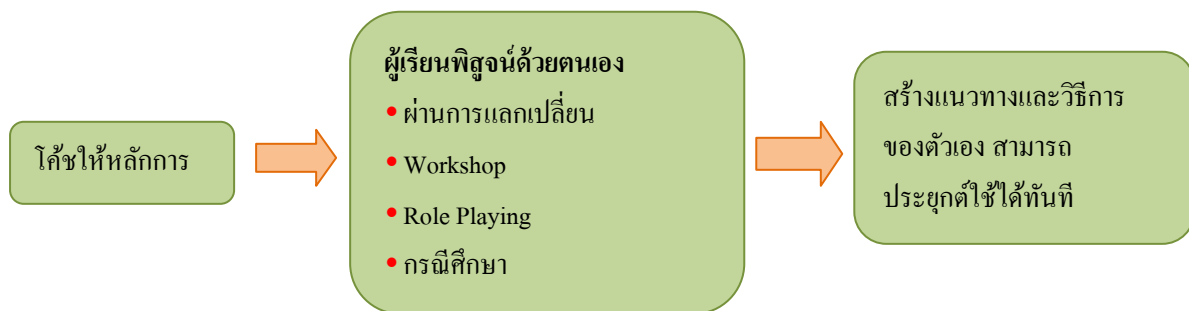 โค้ชให้หลักการ
ผู้เรียนพิสูจน์ด้วยตนเอง
• ผ่านการแลกเปลี่ยน
• Workshop
• Role Playing
• กรณีศึกษา
สร้างแนวทางและวิธีการ
ของตัวเอง สามารถ
ประยุกต์ใช้ได้ทันที